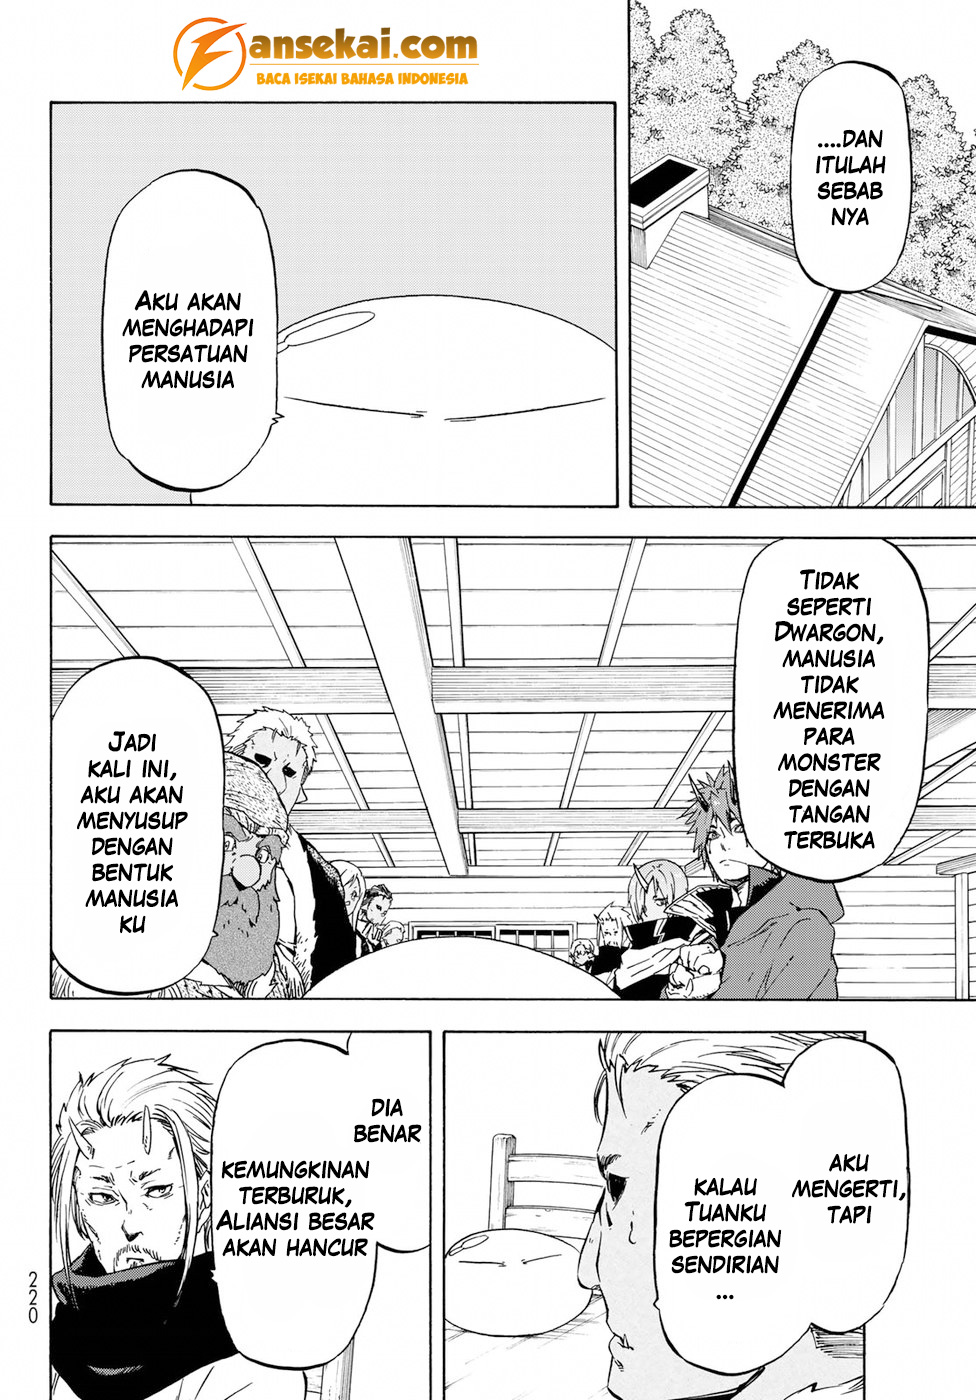 ansekai.com
BACA ISEKAI BAHASA INDONESIA
....DAN
ITULAH
SEBAB
NYA
AKU AKAN
MENGHADAPI
PERSATUAN
MANUSIA
TIDAK
SEPERTI
DWARGON,
MANUSIA
TIDAK
MENERIMA
PARA
MONSTER
DENGAN
TANGAN
TERBUKA
JADI
KALI INI,
AKU AKAN
MENYUSUP
DENGAN
BENTUK
MANUSIA
KU
AKU
MENGERTI,
TAPI
KALAU
TUANKU
BEPERGIAN
SENDIRIAN
...
DIA
BENAR
KEMUNGKINAN
TERBURUK,
ALIANSI BESAR
AKAN HANCUR
220